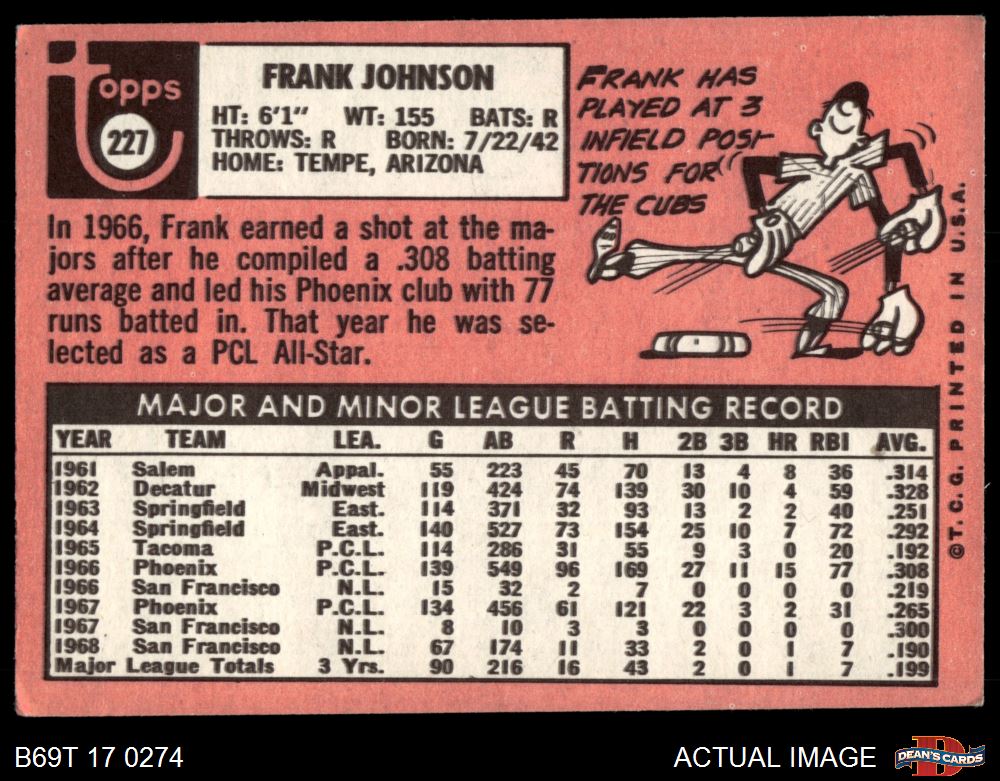 topps
227
FRANK JOHNSON
HT: 6'1" WT: 155 BATS: R
THROWS: R BORN: 7/22/42
HOME: TEMPE, ARIZONA
FRANK HAS
PLAYED AT 3
INFIELD POSI-
TIONS FOR
THE CUBS
In 1966, Frank earned a shot at the ma-
jors after he compiled a .308 batting
average and led his Phoenix club with 77
runs batted in. That year he was se-
lected as a PCL All-Star.
MAJOR AND MINOR LEAGUE BATTING RECORD
YEAR TEAM LEA. G AB R H 2B 3B HR RBI AVG.
1961 Salem Appal. 55 223 45 70 13 4 8 36 .314
1962 Decatur Midwest 119 424 74 139 30 10 4 59 .328
1963 Springfield East. 114 371 32 93 13 2 2 40 .251
1964 Springfield East. 140 527 73 154 25 10 7 72 .292
1965 Tacoma P.C.L. 114 286 31 55 9 3 0 20 .192
1966 Phoenix P.C.L. 139 549 96 169 27 11 15 77 .308
1966 San Francisco N.L. 15 32 2 7 0 0 0 0 .219
1967 Phoenix P.C.L. 134 456 61 121 22 3 2 31 .265
1967 San Francisco N.L. 8 10 3 3 0 0 0 0 .300
1968 San Francisco N.L. 67 174 11 33 2 0 1 7 .190
Major League Totals 3 Yrs. 90 216 16 43 2 0 1 7 .199
©T.C.G. PRINTED IN U.S.A.
B69T 17 0274
ACTUAL IMAGE
D
DEAN'S CARDS